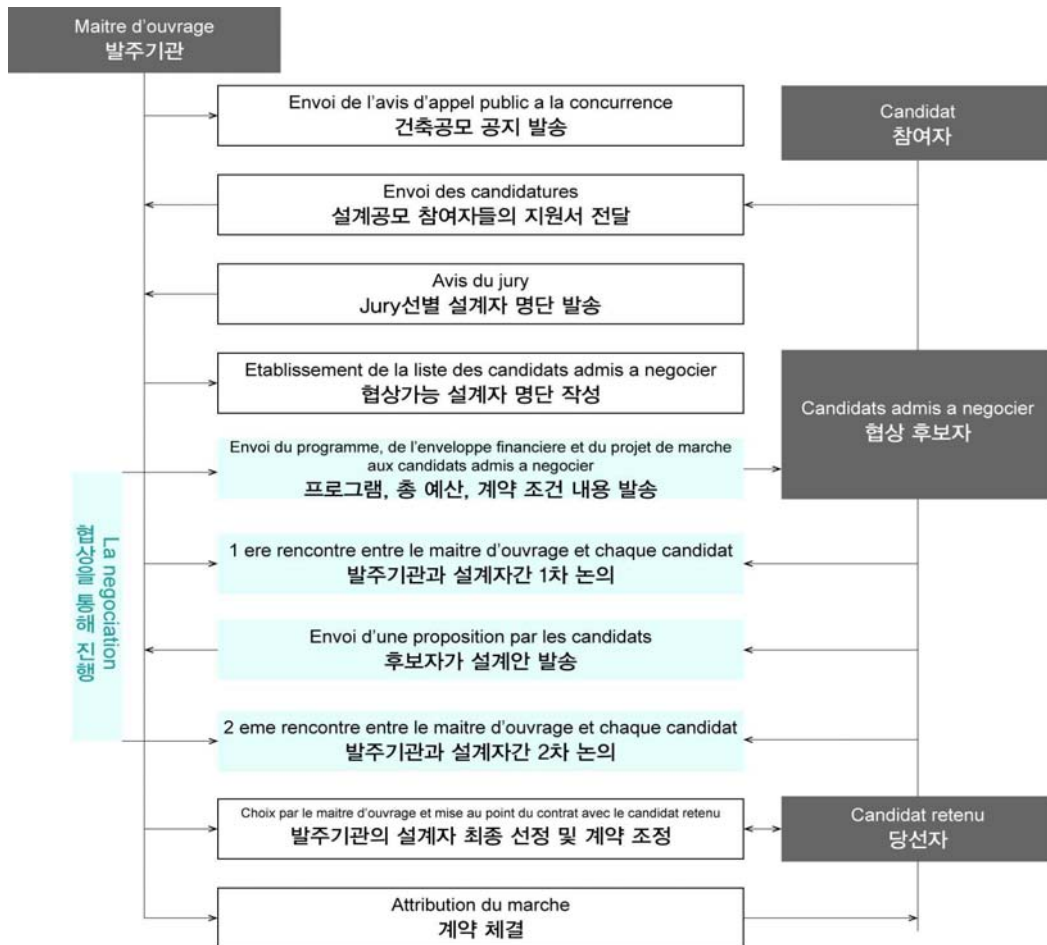 Maitre d'ouvrage
발주기관
Envoi de l'avis d'appel public a la concurrence
건축공모 공지 발송
Candidat
참여자
Envoi des candidatures
설계공모 참여자들의 지원서 전달
Avis du jury
Jury선별 설계자 명단 발송
Etablissement de la liste des candidats admis a negocier
협상가능 설계자 명단 작성
Candidats admis a negocier
협상 후보자
Envoi du programme, de l'enveloppe financiere et du projet de marche
aux candidats admis a negocier
프로그램, 총 예산, 계약 조건 내용 발송
La negociation
협상을 통해 진행
1 ere rencontre entre le maitre d'ouvrage et chaque candidat
발주기관과 설계자간 1차 논의
Envoi d'une proposition par les candidats
후보자가 설계안 발송
2 eme rencontre entre le maitre d'ouvrage et chaque candidat
발주기관과 설계자간 2차 논의
Choix par le maitre d'ouvrage et mise au point du contrat avec le candidat retenu
발주기관의 설계자 최종 선정 및 계약 조정
Candidat retenu
당선자
Attribution du marche
계약 체결